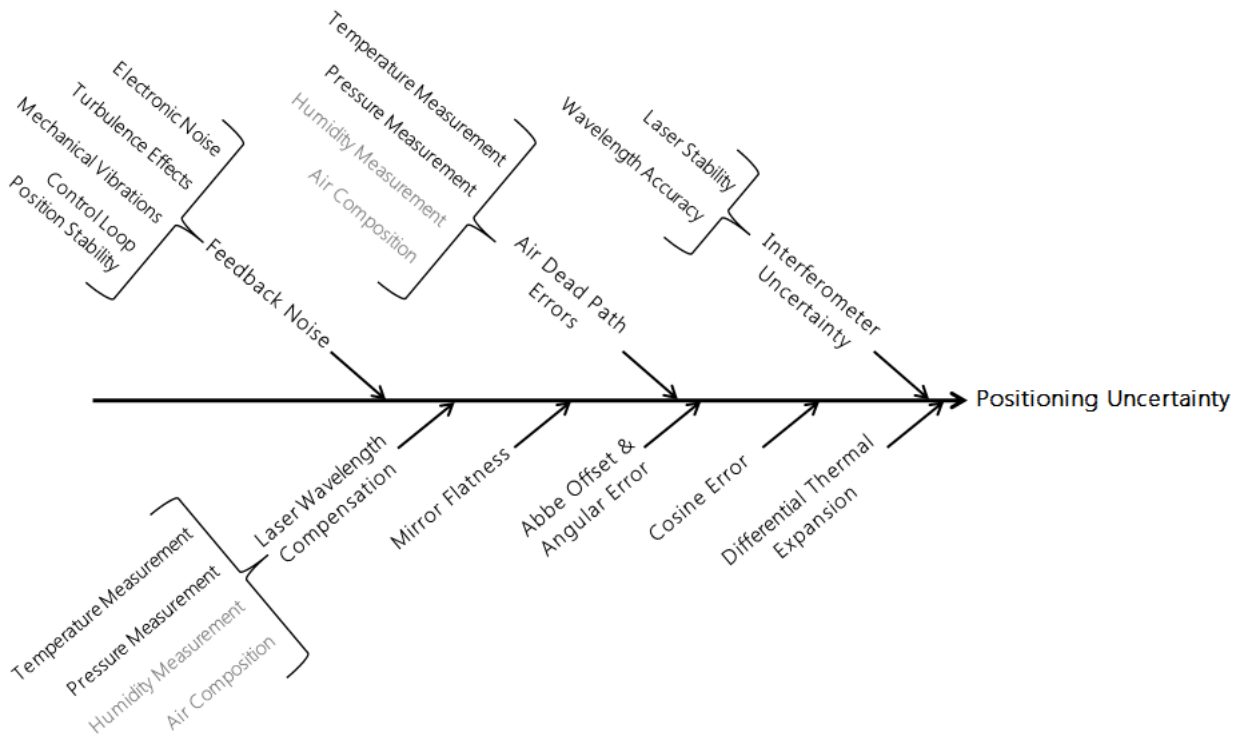 Electronic Noise
Turbulence Effects
Mechanical Vibrations
Control Loop
Position Stability
Feedback Noise
Temperature Measurement
Pressure Measurement
Humidity Measurement
Air Composition
Air Dead Path
Errors
Laser Stability
Wavelength Accuracy
Interferometer
Uncertainty
Positioning Uncertainty
Laser Wavelength
Compensation
Temperature Measurement
Pressure Measurement
Humidity Measurement
Air Composition
Mirror Flatness
Abbe Offset &
Angular Error
Cosine Error
Differential Thermal
Expansion